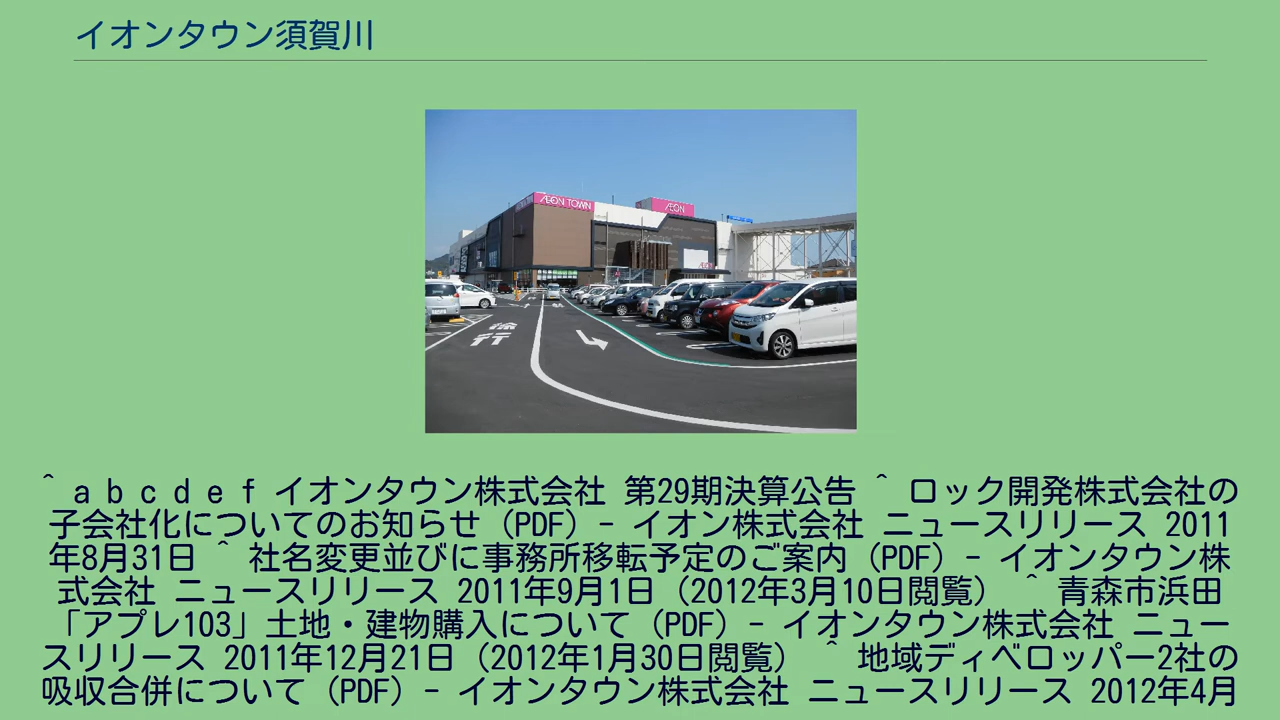 イオンタウン須賀川
ÆON TOWN
ÆON
^ a b c d e f イオンタウン株式会社 第29期決算公告 ^ ロック開発株式会社の
子会社化についてのお知らせ（PDF）- イオン株式会社 ニュースリリース 2011
年8月31日 ^ 社名変更並びに事務所移転予定のご案内（PDF）- イオンタウン株
式会社 ニュースリリース 2011年9月1日（2012年3月10日閲覧） ^ 青森市浜田
「アプレ103」土地・建物購入について（PDF）- イオンタウン株式会社 ニュー
スリリース 2011年12月21日（2012年1月30日閲覧） ^ 地域ディベロッパー2社の
吸収合併について（PDF）- イオンタウン株式会社 ニュースリリース 2012年4月